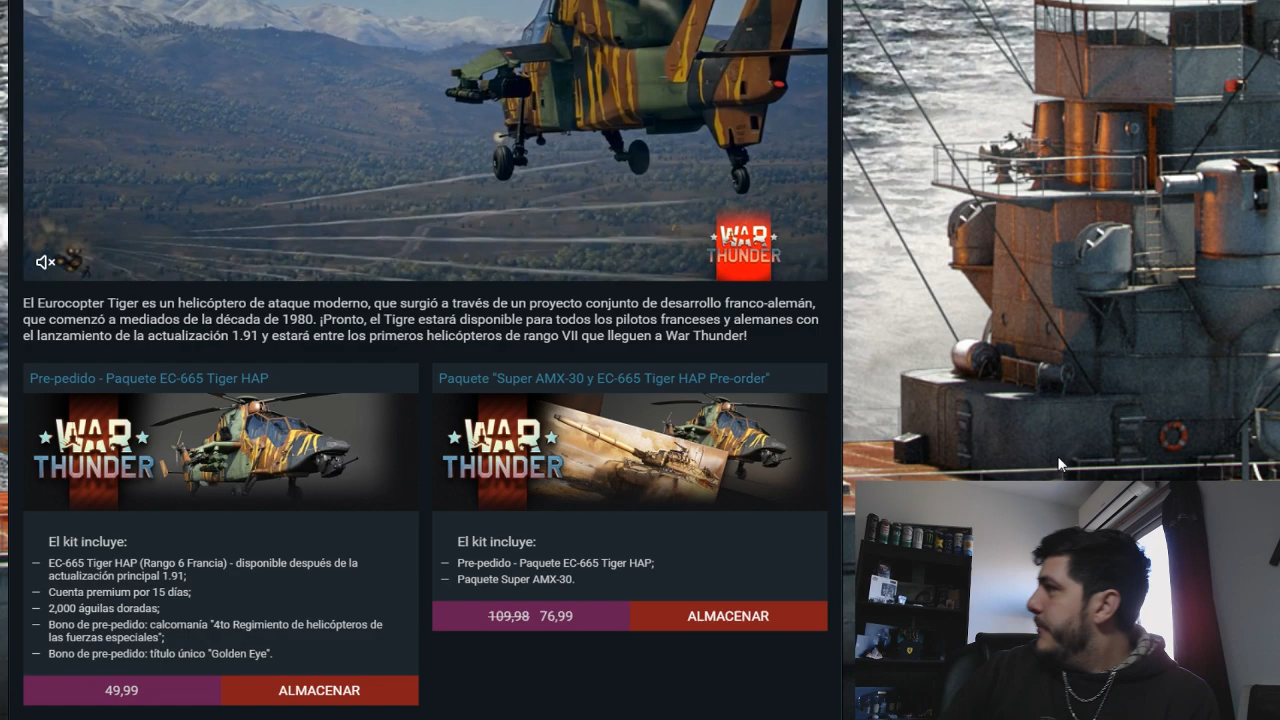 WAR
THUNDER
El Eurocopter Tiger es un helicóptero de ataque moderno, que surgió a través de un proyecto conjunto de desarrollo franco-alemán,
que comenzó a mediados de la década de 1980. ¡Pronto, el Tigre estará disponible para todos los pilotos franceses y alemanes con
el lanzamiento de la actualización 1.91 y estará entre los primeros helicópteros de rango VII que lleguen a War Thunder!
Pre-pedido - Paquete EC-665 Tiger HAP
WAR
THUNDER
El kit incluye:
— EC-665 Tiger HAP (Rango 6 Francia) - disponible después de la
actualización principal 1.91;
— Cuenta premium por 15 días;
— 2,000 águilas doradas;
— Bono de pre-pedido: calcomanía "4to Regimiento de helicópteros de
las fuerzas especiales";
— Bono de pre-pedido: título único "Golden Eye".
49,99 ALMACENAR
Paquete "Super AMX-30 y EC-665 Tiger HAP Pre-order"
WAR
THUNDER
El kit incluye:
— Pre-pedido - Paquete EC-665 Tiger HAP;
— Paquete Super AMX-30.
109,98 76,99 ALMACENAR